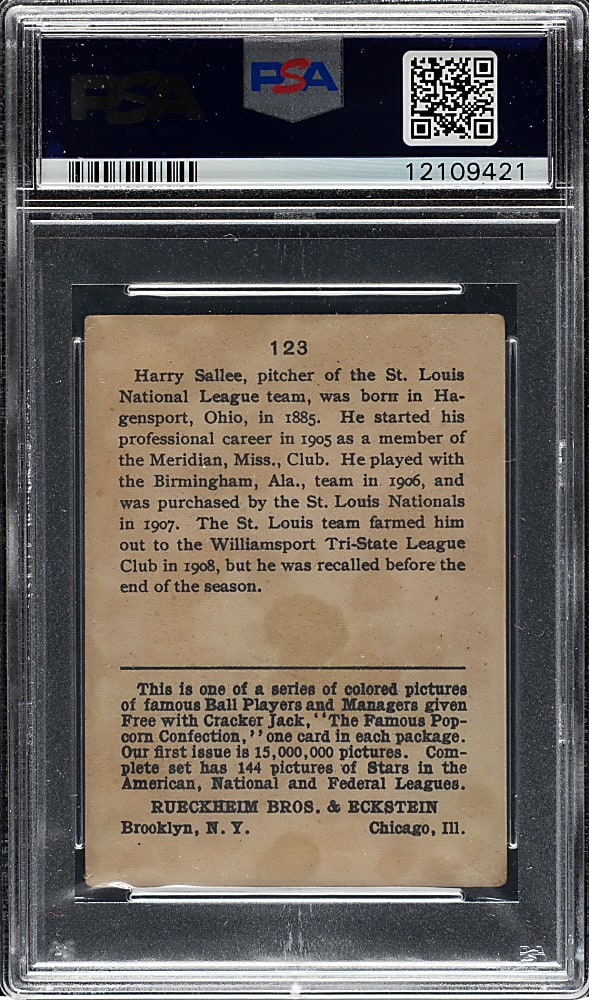 PSA
PSA
12109421
123
Harry Sallee, pitcher of the St. Louis
National League team, was born in Ha-
gensport, Ohio, in 1885. He started his
professional career in 1905 as a member of
the Meridian, Miss., Club. He played with
the Birmingham, Ala., team in 1906, and
was purchased by the St. Louis Nationals
in 1907. The St. Louis team farmed him
out to the Williamsport Tri-State League
Club in 1908, but he was recalled before the
end of the season.
This is one of a series of colored pictures
of famous Ball Players and Managers given
Free with Cracker Jack, "The Famous Pop-
corn Confection," one card in each package.
Our first issue is 15,000,000 pictures. Com-
plete set has 144 pictures of Stars in the
American, National and Federal Leagues.
RUECKHEIM BROS. & ECKSTEIN
Brooklyn, N. Y. Chicago, Ill.
PSA